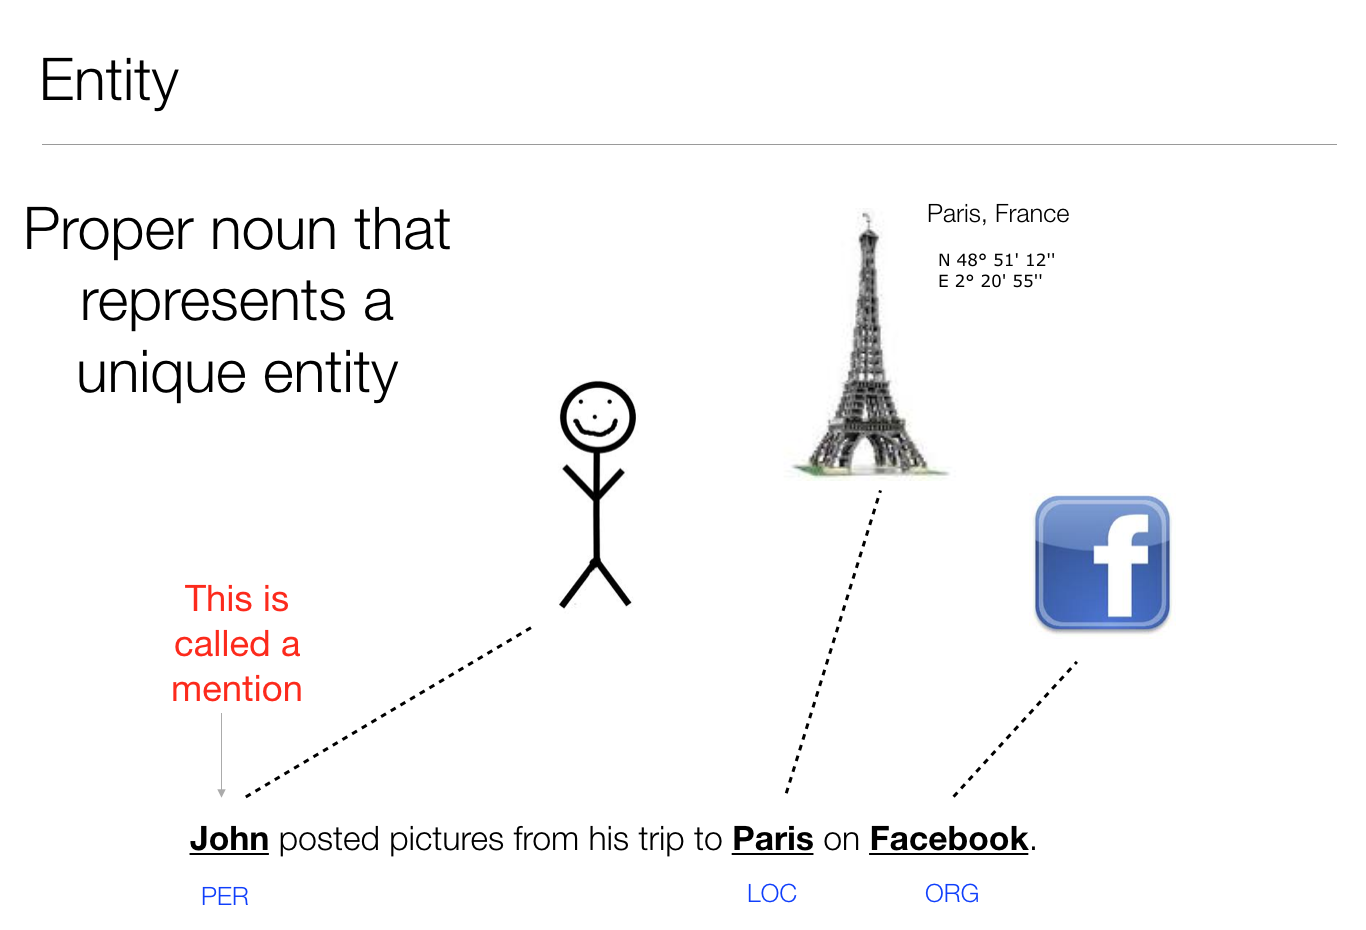 Entity
Proper noun that
represents a
unique entity
Paris, France
N 48° 51' 12''
E 2° 20' 55''
f
This is
called a
mention
John posted pictures from his trip to Paris on Facebook.
PER LOC ORG